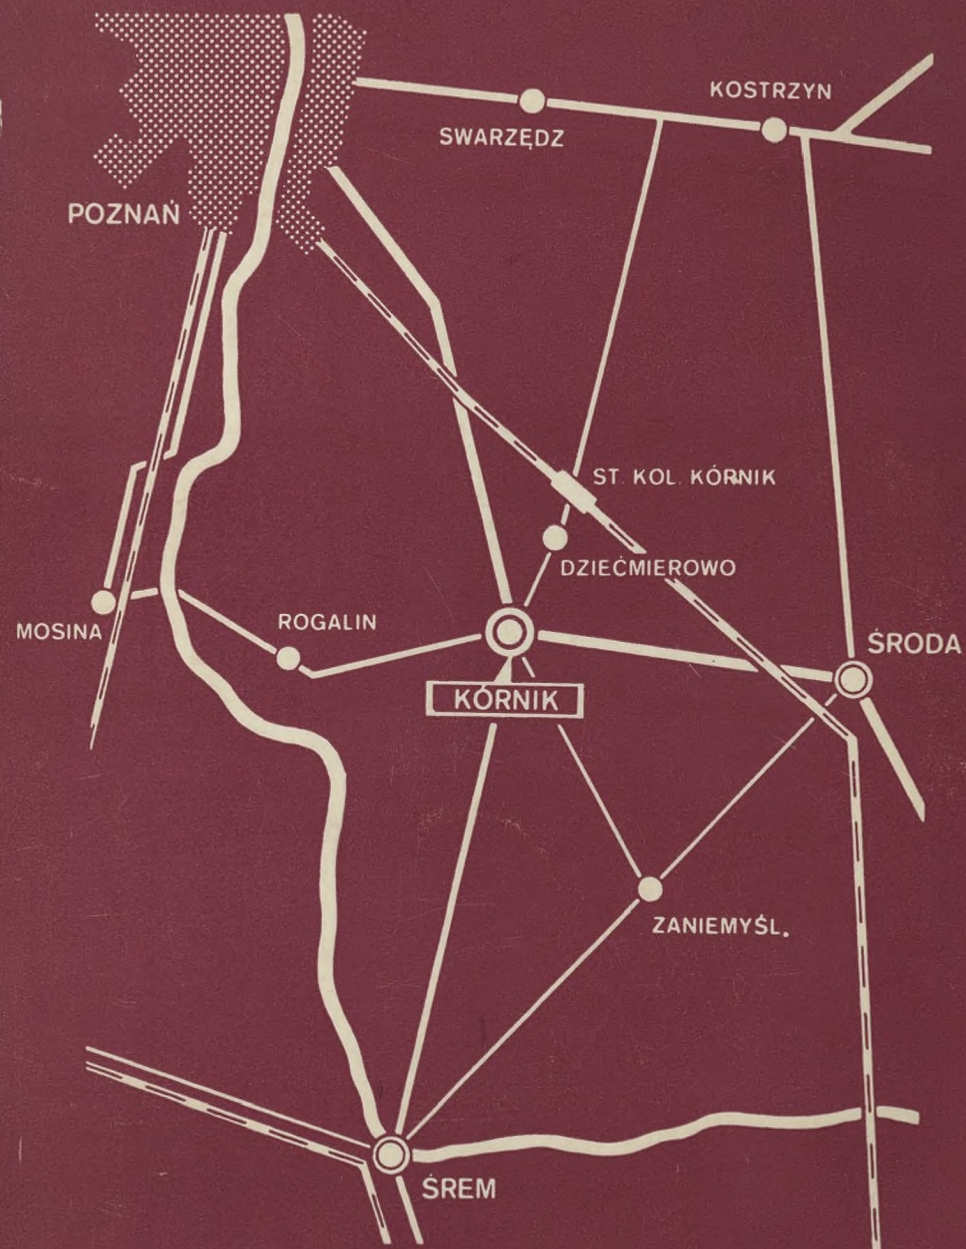 KOSTRZYN
SWARZĘDZ
POZNAŃ
ST. KOL. KÓRNIK
DZIEĆMIEROWO
ROGALIN
MOSINA
ŚRODA
KÓRNIK
ZANIEMYŚL.
ŚREM